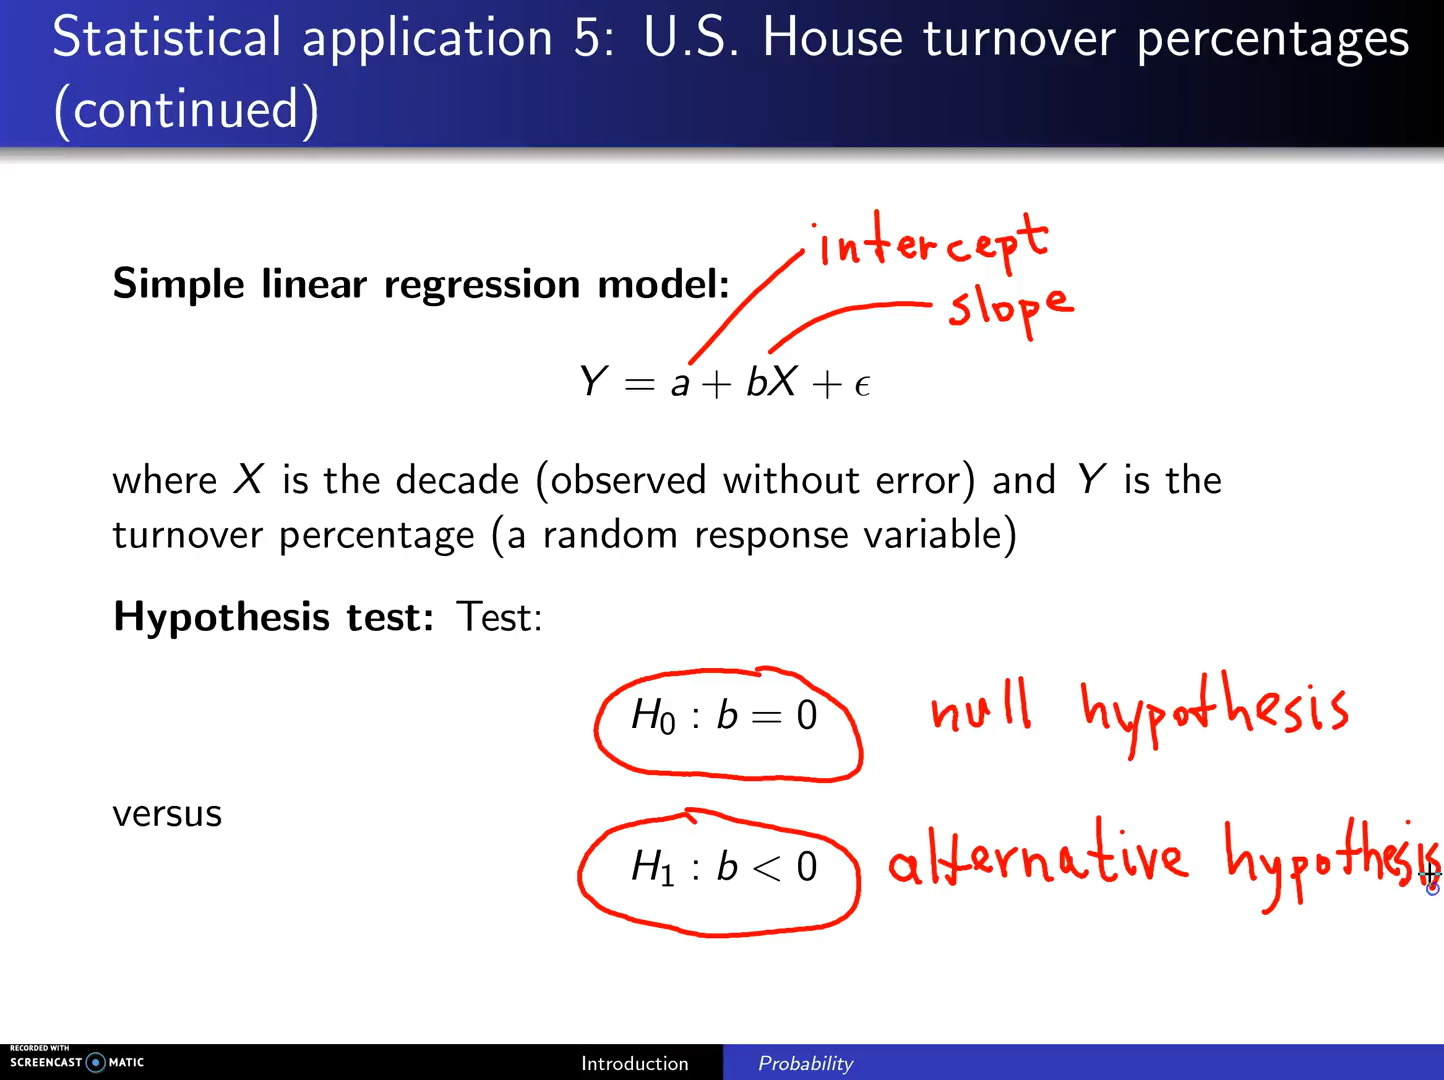 Statistical application 5: U.S. House turnover percentages
(continued)
intercept
Simple linear regression model:
slope
Y = a + bX + ϵ
where X is the decade (observed without error) and Y is the
turnover percentage (a random response variable)
Hypothesis test: Test:
H₀ : b = 0 null hypothesis
versus
H₁ : b < 0 alternative hypothesis
RECORDED WITH
SCREENCAST MATIC
Introduction Probability